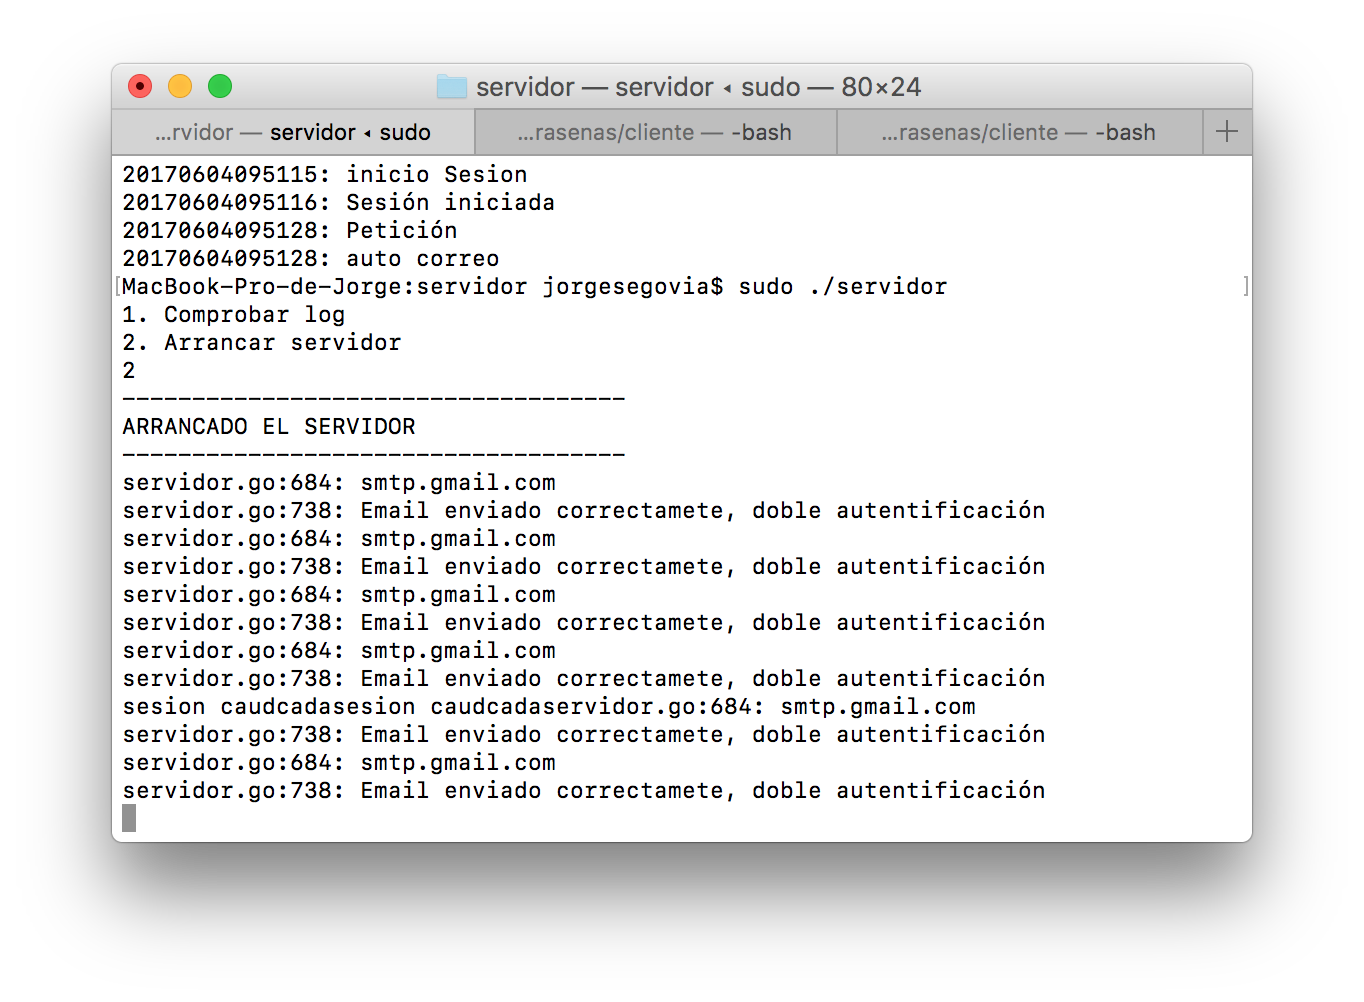 servidor — servidor ◂ sudo — 80×24
...rvidor — servidor ◂ sudo ...rasenas/cliente — -bash ...rasenas/cliente — -bash +
20170604095115: inicio Sesion
20170604095116: Sesión iniciada
20170604095128: Petición
20170604095128: auto correo
[MacBook-Pro-de-Jorge:servidor jorgesegovia$ sudo ./servidor ]
1. Comprobar log
2. Arrancar servidor
2
------------------------------------
ARRANCADO EL SERVIDOR
------------------------------------
servidor.go:684: smtp.gmail.com
servidor.go:738: Email enviado correctamete, doble autentificación
servidor.go:684: smtp.gmail.com
servidor.go:738: Email enviado correctamete, doble autentificación
servidor.go:684: smtp.gmail.com
servidor.go:738: Email enviado correctamete, doble autentificación
servidor.go:684: smtp.gmail.com
servidor.go:738: Email enviado correctamete, doble autentificación
sesion caudcadasesion caudcadaservidor.go:684: smtp.gmail.com
servidor.go:738: Email enviado correctamete, doble autentificación
servidor.go:684: smtp.gmail.com
servidor.go:738: Email enviado correctamete, doble autentificación